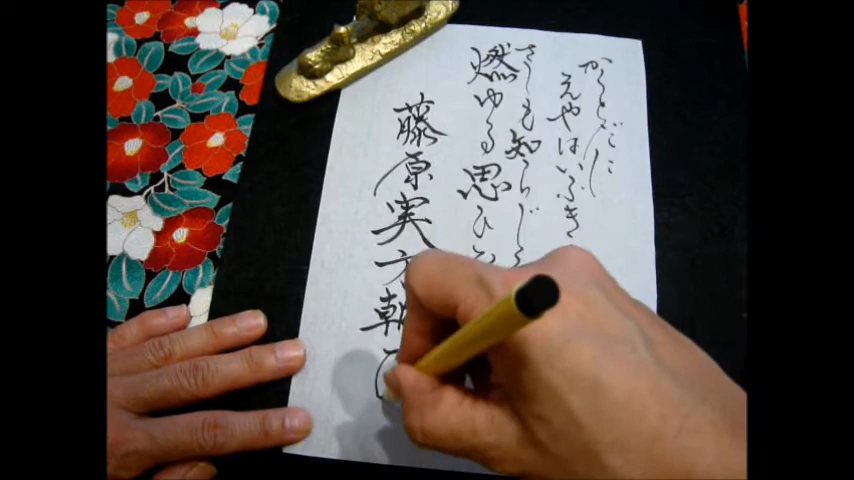 かくとだに
えやはいぶき
さしも知らじ
燃ゆる思ひ
藤原実方朝